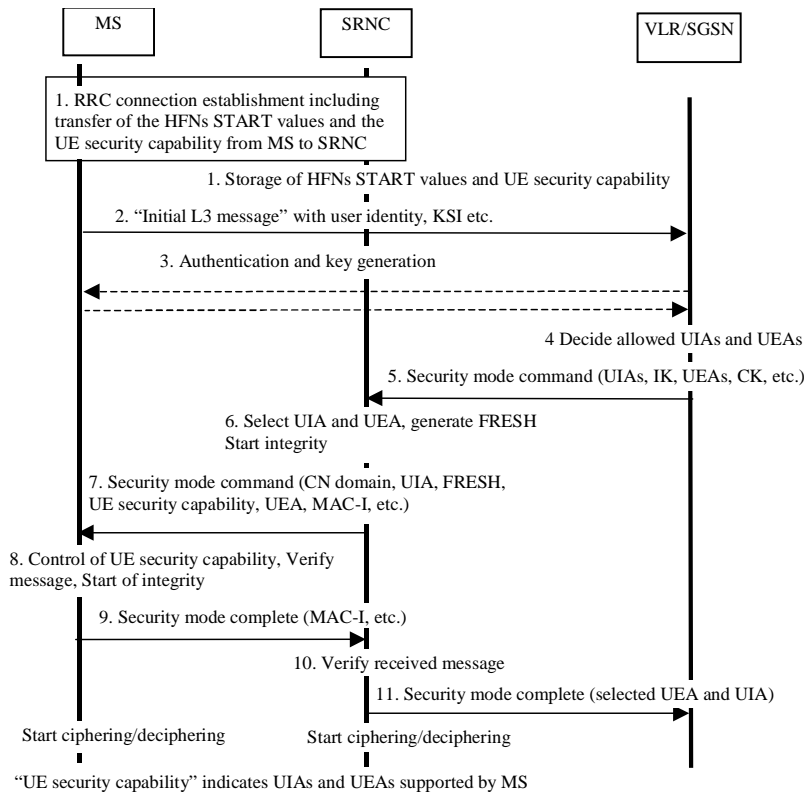 MS
SRNC
VLR/SGSN
1. RRC connection establishment including
transfer of the HFNs START values and the
UE security capability from MS to SRNC
1. Storage of HFNs START values and UE security capability
2. “Initial L3 message” with user identity, KSI etc.
3. Authentication and key generation
4 Decide allowed UIAs and UEAs
5. Security mode command (UIAs, IK, UEAs, CK, etc.)
6. Select UIA and UEA, generate FRESH
Start integrity
7. Security mode command (CN domain, UIA, FRESH,
UE security capability, UEA, MAC-I, etc.)
8. Control of UE security capability, Verify
message, Start of integrity
9. Security mode complete (MAC-I, etc.)
10. Verify received message
11. Security mode complete (selected UEA and UIA)
Start ciphering/deciphering
Start ciphering/deciphering
“UE security capability” indicates UIAs and UEAs supported by MS